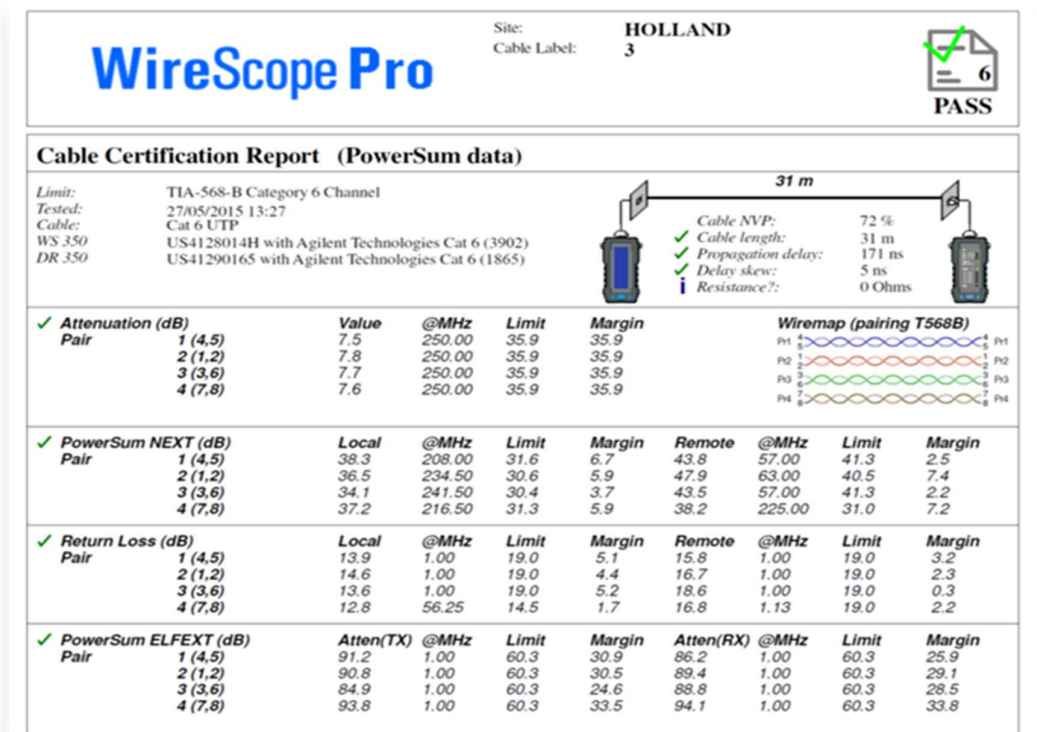 Site: HOLLAND
Cable Label: 3
WireScope Pro
6
PASS
Cable Certification Report (PowerSum data)
Limit: TIA-568-B Category 6 Channel
Tested: 27/05/2015 13:27
Cable: Cat 6 UTP
WS 350 US4128014H with Agilent Technologies Cat 6 (3902)
DR 350 US41290165 with Agilent Technologies Cat 6 (1865)
31 m
Cable NVP: 72 %
Cable length: 31 m
Propagation delay: 171 ns
Delay skew: 5 ns
i Resistance?: 0 Ohms
Attenuation (dB) Value @MHz Limit Margin
Pair 1 (4,5) 7.5 250.00 35.9 35.9
2 (1,2) 7.8 250.00 35.9 35.9
3 (3,6) 7.7 250.00 35.9 35.9
4 (7,8) 7.6 250.00 35.9 35.9
Wiremap (pairing T568B)
Pr1 4 5 4 5 Pr1
Pr2 1 2 1 2 Pr2
Pr3 3 6 3 6 Pr3
Pr4 7 8 7 8 Pr4
PowerSum NEXT (dB) Local @MHz Limit Margin Remote @MHz Limit Margin
Pair 1 (4,5) 38.3 208.00 31.6 6.7 43.8 57.00 41.3 2.5
2 (1,2) 36.5 234.50 30.6 5.9 47.9 63.00 40.5 7.4
3 (3,6) 34.1 241.50 30.4 3.7 43.5 57.00 41.3 2.2
4 (7,8) 37.2 216.50 31.3 5.9 38.2 225.00 31.0 7.2
Return Loss (dB) Local @MHz Limit Margin Remote @MHz Limit Margin
Pair 1 (4,5) 13.9 1.00 19.0 5.1 15.8 1.00 19.0 3.2
2 (1,2) 14.6 1.00 19.0 4.4 16.7 1.00 19.0 2.3
3 (3,6) 13.6 1.00 19.0 5.2 18.6 1.00 19.0 0.3
4 (7,8) 12.8 56.25 14.5 1.7 16.8 1.13 19.0 2.2
PowerSum ELFEXT (dB) Atten(TX) @MHz Limit Margin Atten(RX) @MHz Limit Margin
Pair 1 (4,5) 91.2 1.00 60.3 30.9 86.2 1.00 60.3 25.9
2 (1,2) 90.8 1.00 60.3 30.5 89.4 1.00 60.3 29.1
3 (3,6) 84.9 1.00 60.3 24.6 88.8 1.00 60.3 28.5
4 (7,8) 93.8 1.00 60.3 33.5 94.1 1.00 60.3 33.8